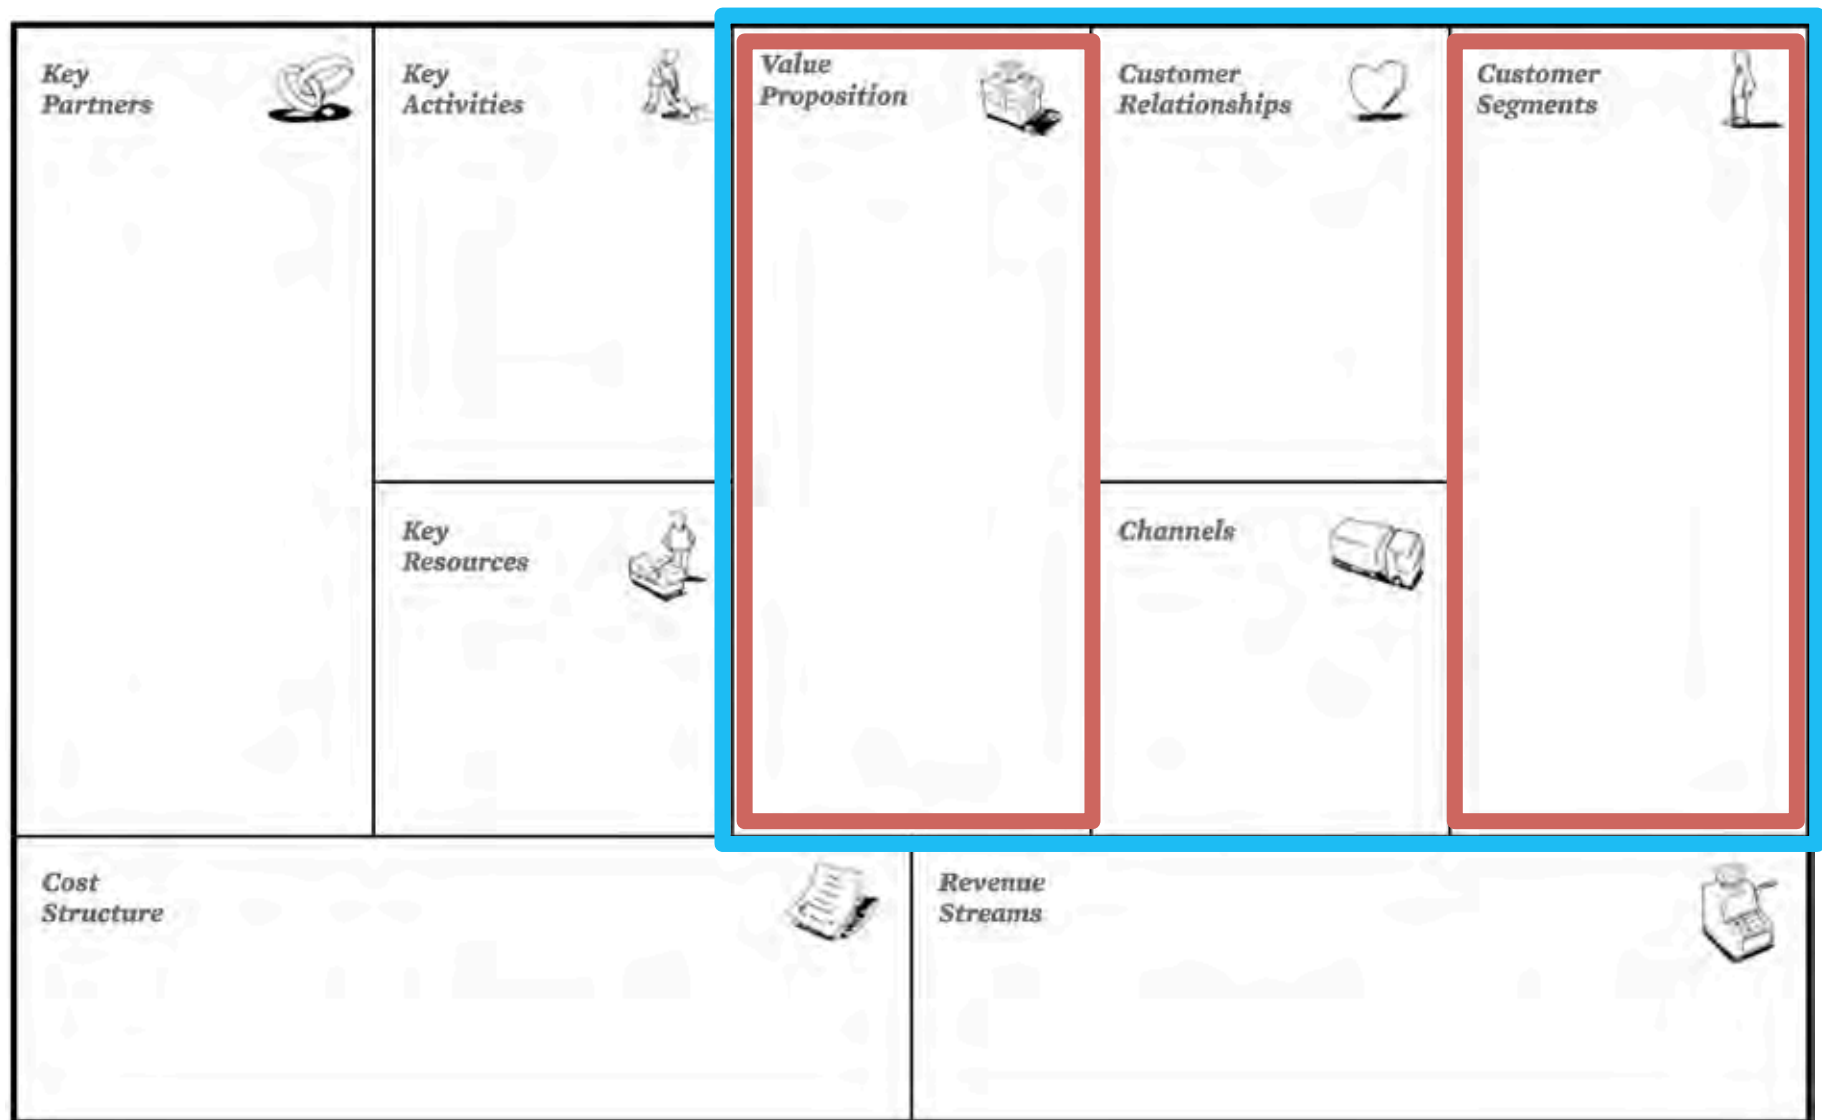 Key
Partners
Key
Activities
Value
Proposition
Customer
Relationships
Customer
Segments
Key
Resources
Channels
Cost
Structure
Revenue
Streams